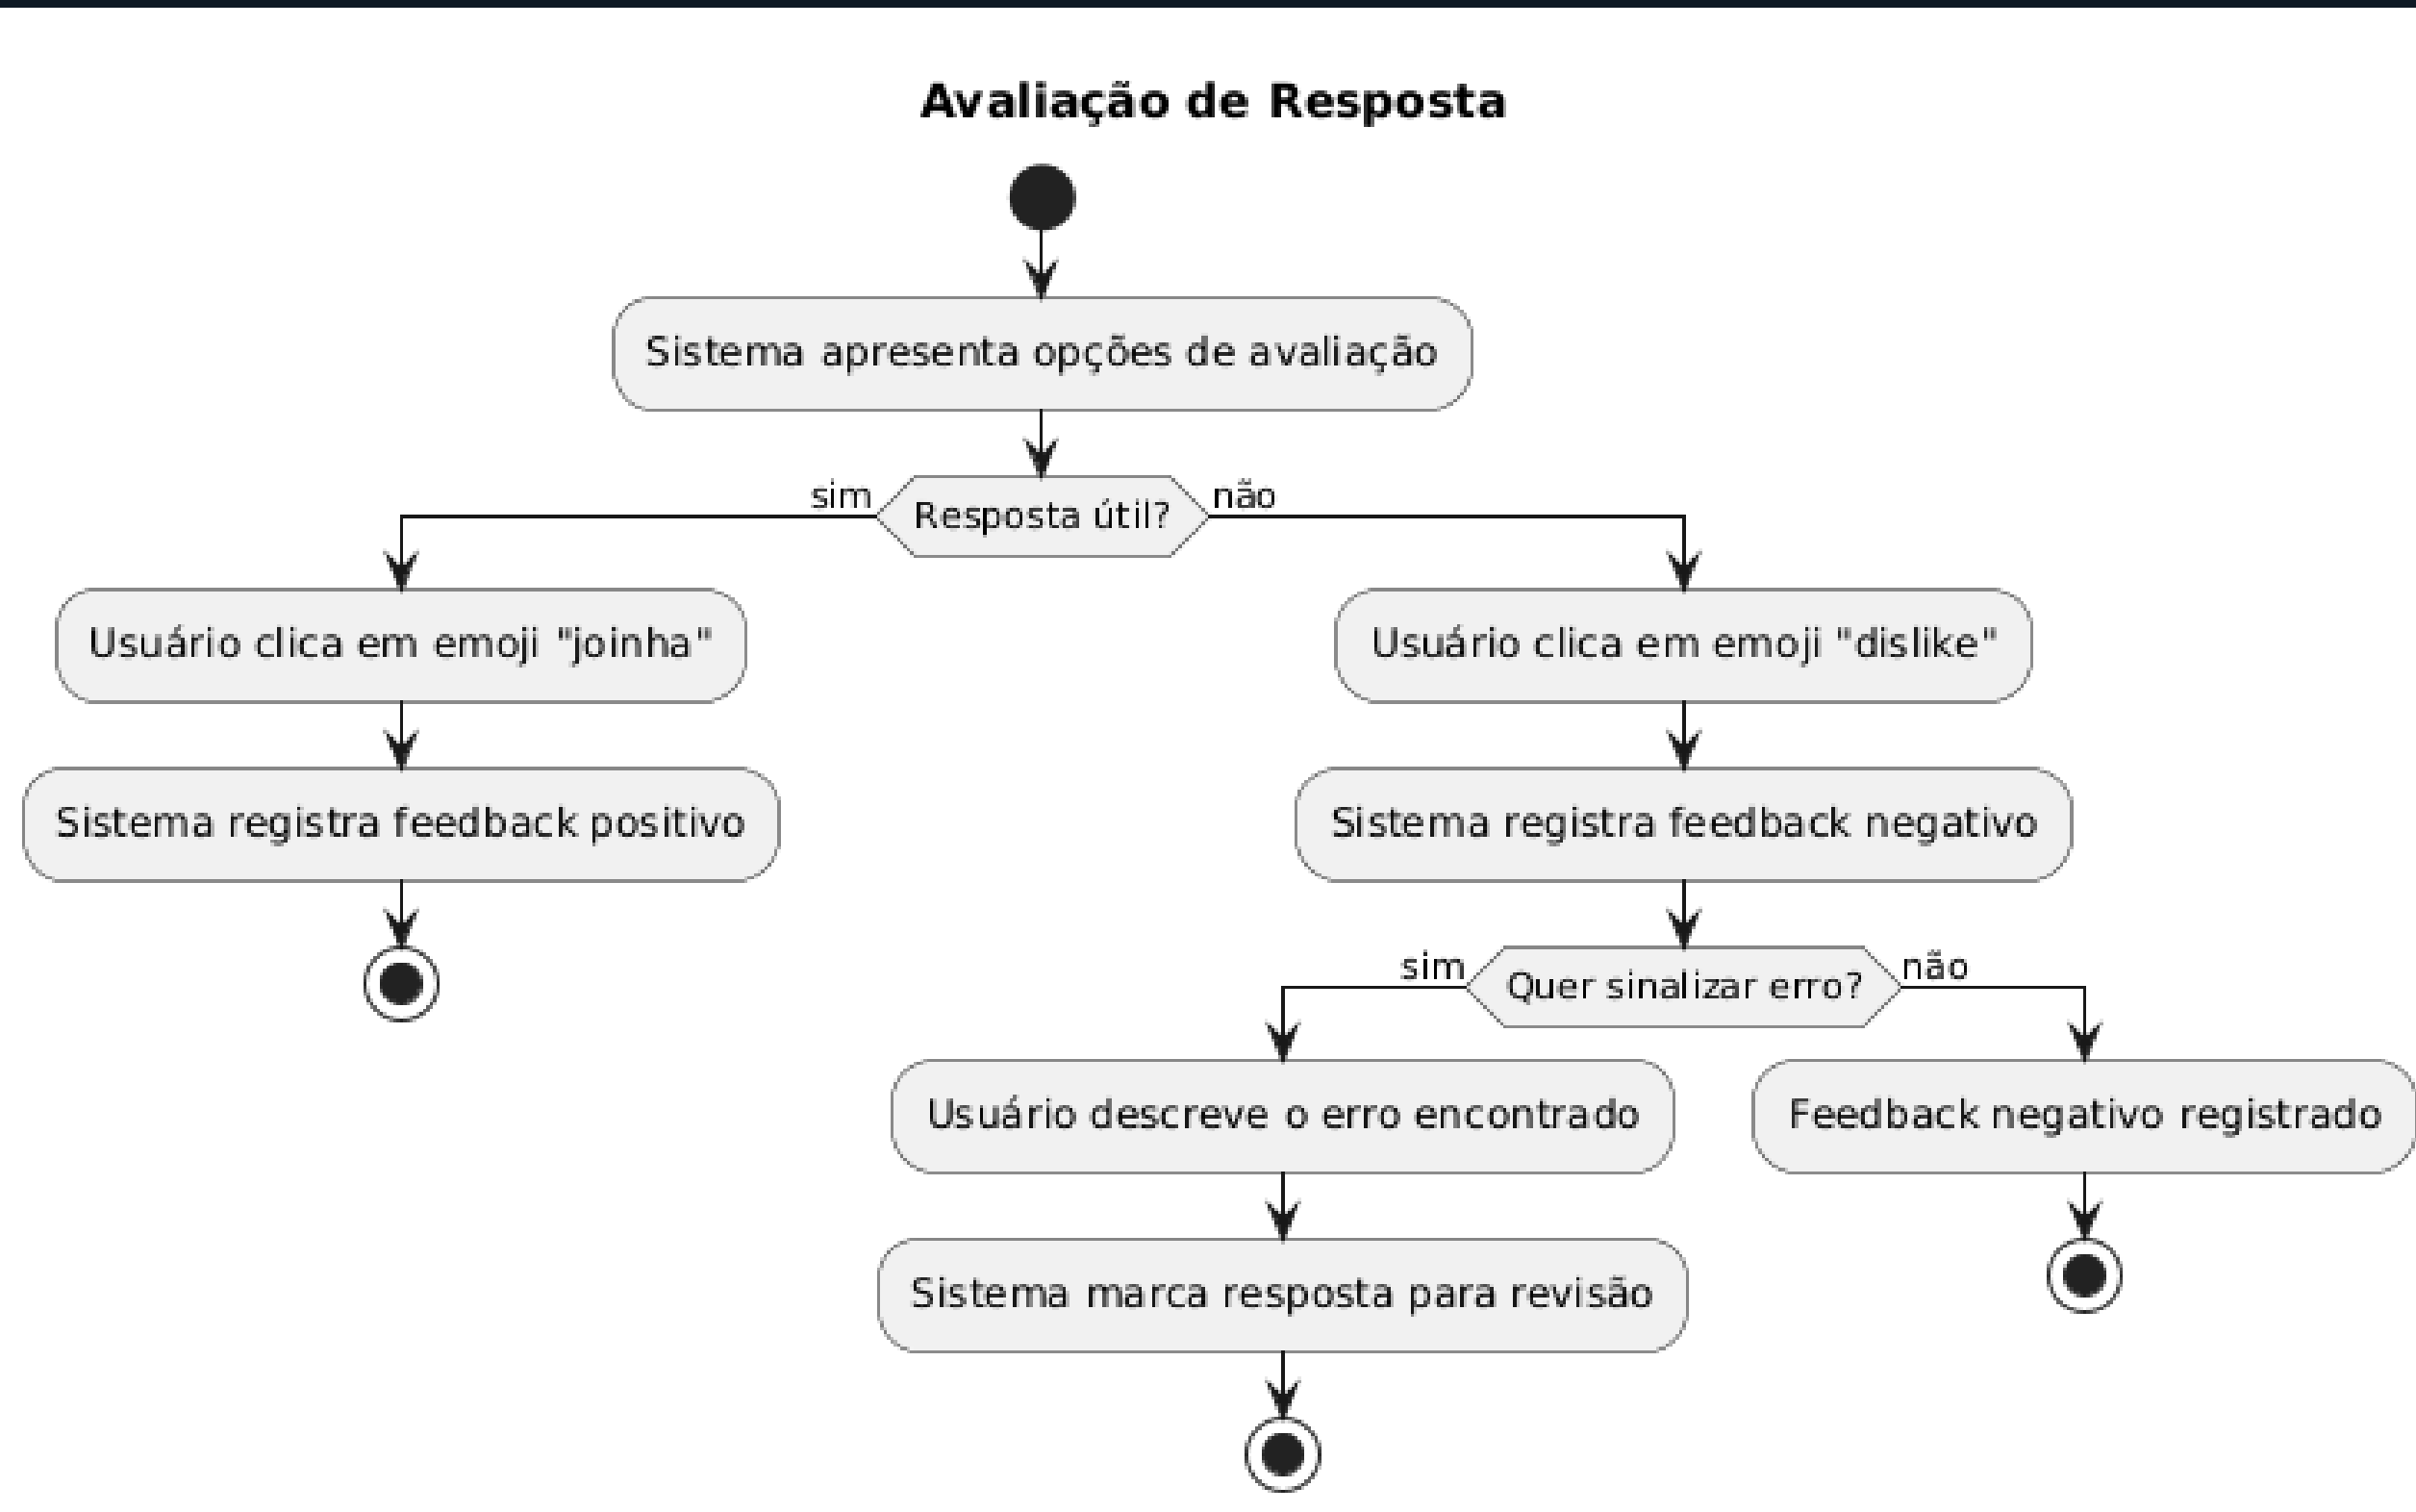 Avaliação de Resposta
Sistema apresenta opções de avaliação
sim
Resposta útil?
não
Usuário clica em emoji "joinha"
Usuário clica em emoji "dislike"
Sistema registra feedback positivo
Sistema registra feedback negativo
sim
Quer sinalizar erro?
não
Usuário descreve o erro encontrado
Feedback negativo registrado
Sistema marca resposta para revisão